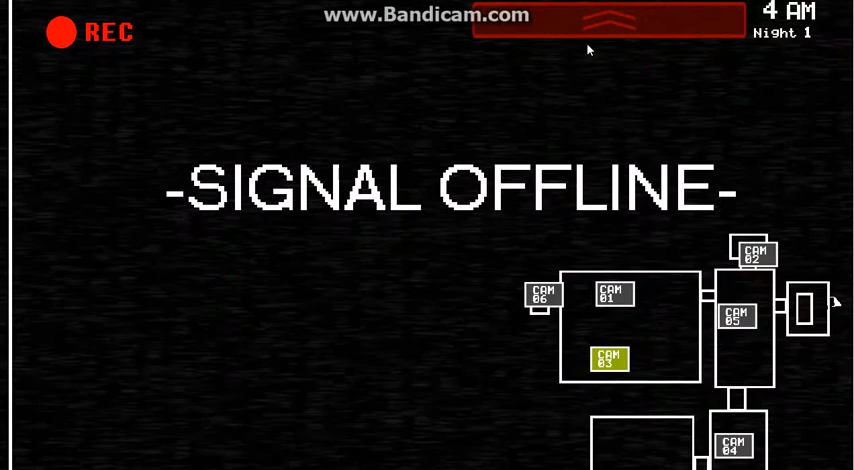 www.Bandicam.com
4 AM
REC
Night 1
-SIGNAL OFFLINE-
CAM
02
CAM
06
CAM
01
CAM
05
CAM
03
CAM
04